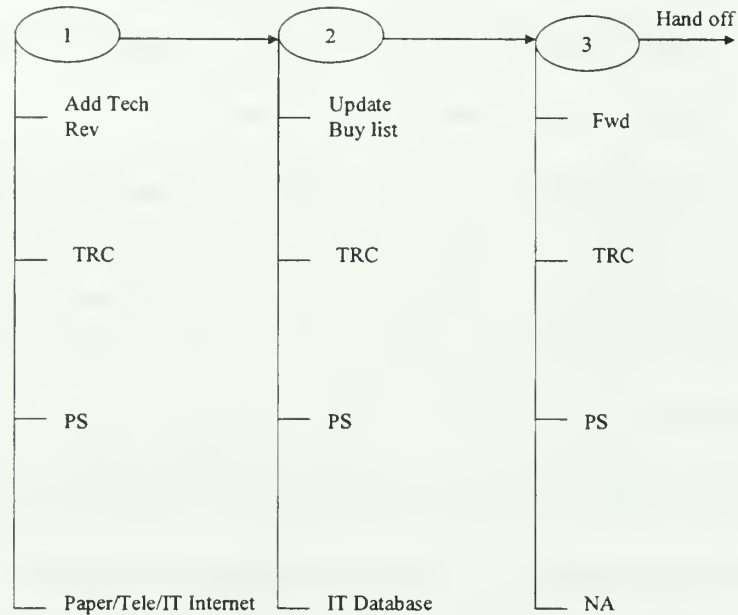 Hand off
1
2
3
Add Tech
Rev
Update
Buy list
Fwd
TRC
TRC
TRC
PS
PS
PS
Paper/Tele/IT Internet
IT Database
NA